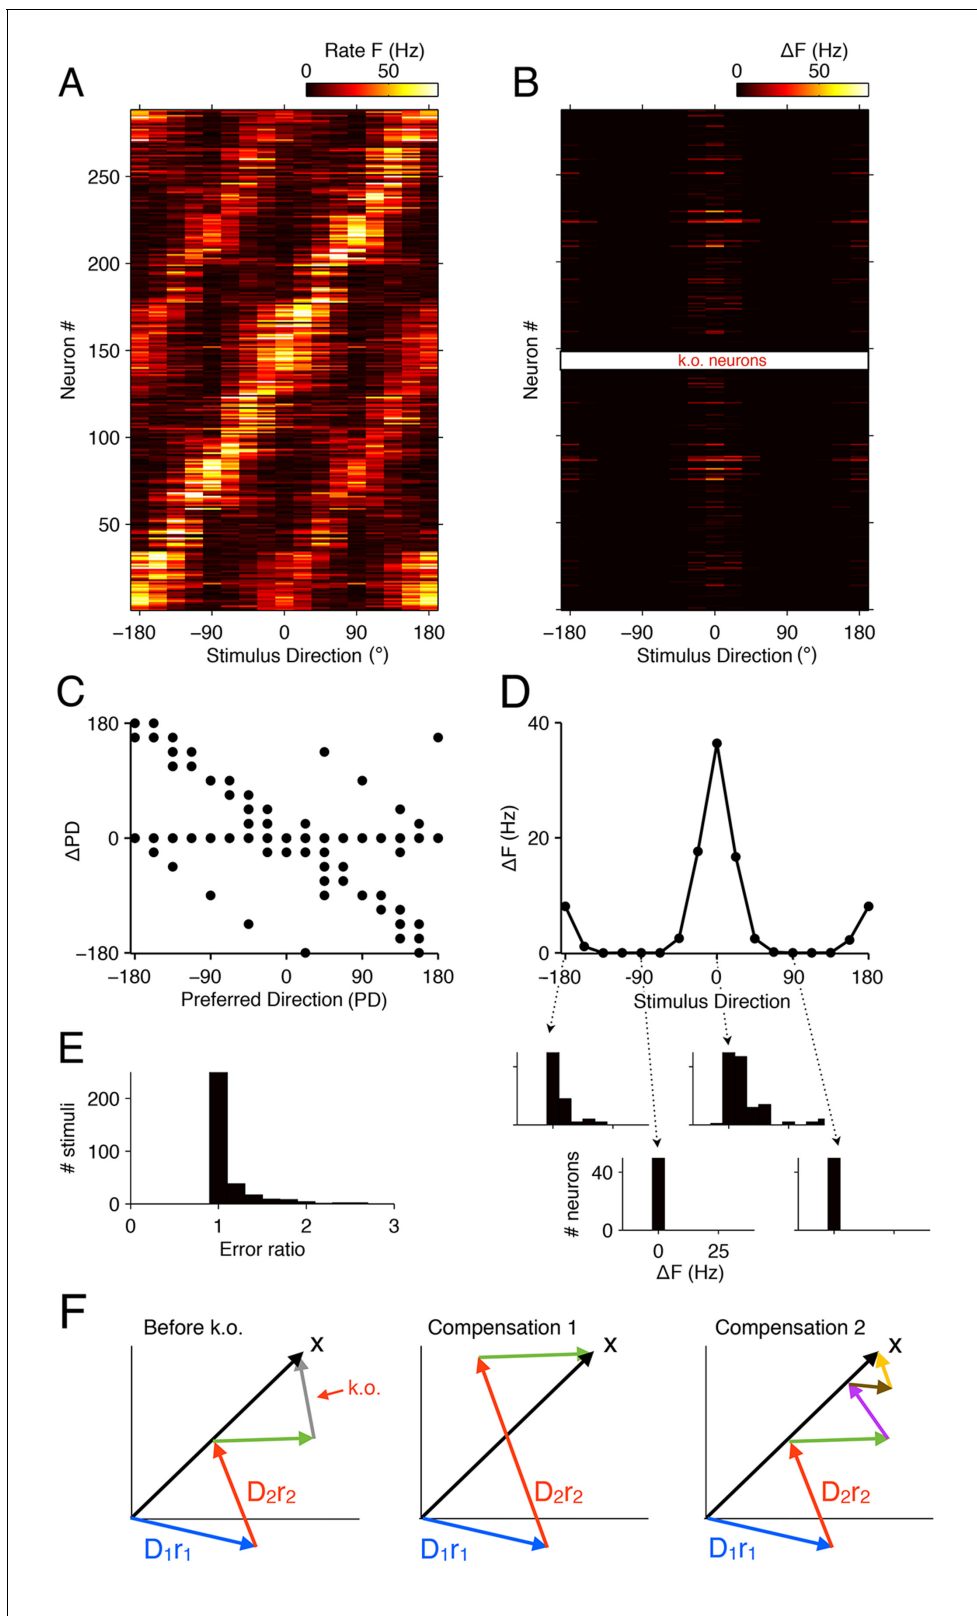 A
Rate F (Hz)
0 50
250
200
150
100
50
Neuron #
−180 −90 0 90 180
Stimulus Direction (°)
B
ΔF (Hz)
0 50
Neuron #
k.o. neurons
−180 −90 0 90 180
Stimulus Direction (°)
C
180
0
−180
ΔPD
−180 −90 0 90 180
Preferred Direction (PD)
D
40
20
0
ΔF (Hz)
−180 −90 0 90 180
Stimulus Direction
# neurons
40
0
0 25
ΔF (Hz)
E
# stimuli
200
100
0
0 1 2 3
Error ratio
F
Before k.o.
x
k.o.
D₂r₂
D₁r₁
Compensation 1
x
D₂r₂
D₁r₁
Compensation 2
x
D₂r₂
D₁r₁